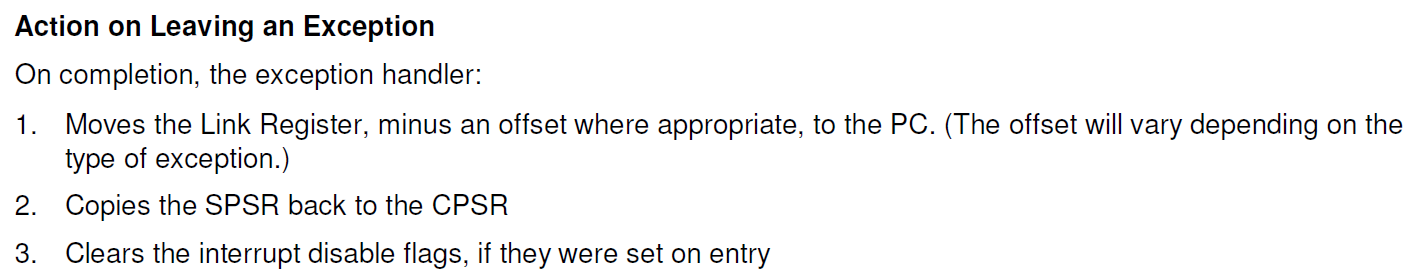 Action on Leaving an Exception
On completion, the exception handler:
1. Moves the Link Register, minus an offset where appropriate, to the PC. (The offset will vary depending on the
type of exception.)
2. Copies the SPSR back to the CPSR
3. Clears the interrupt disable flags, if they were set on entry